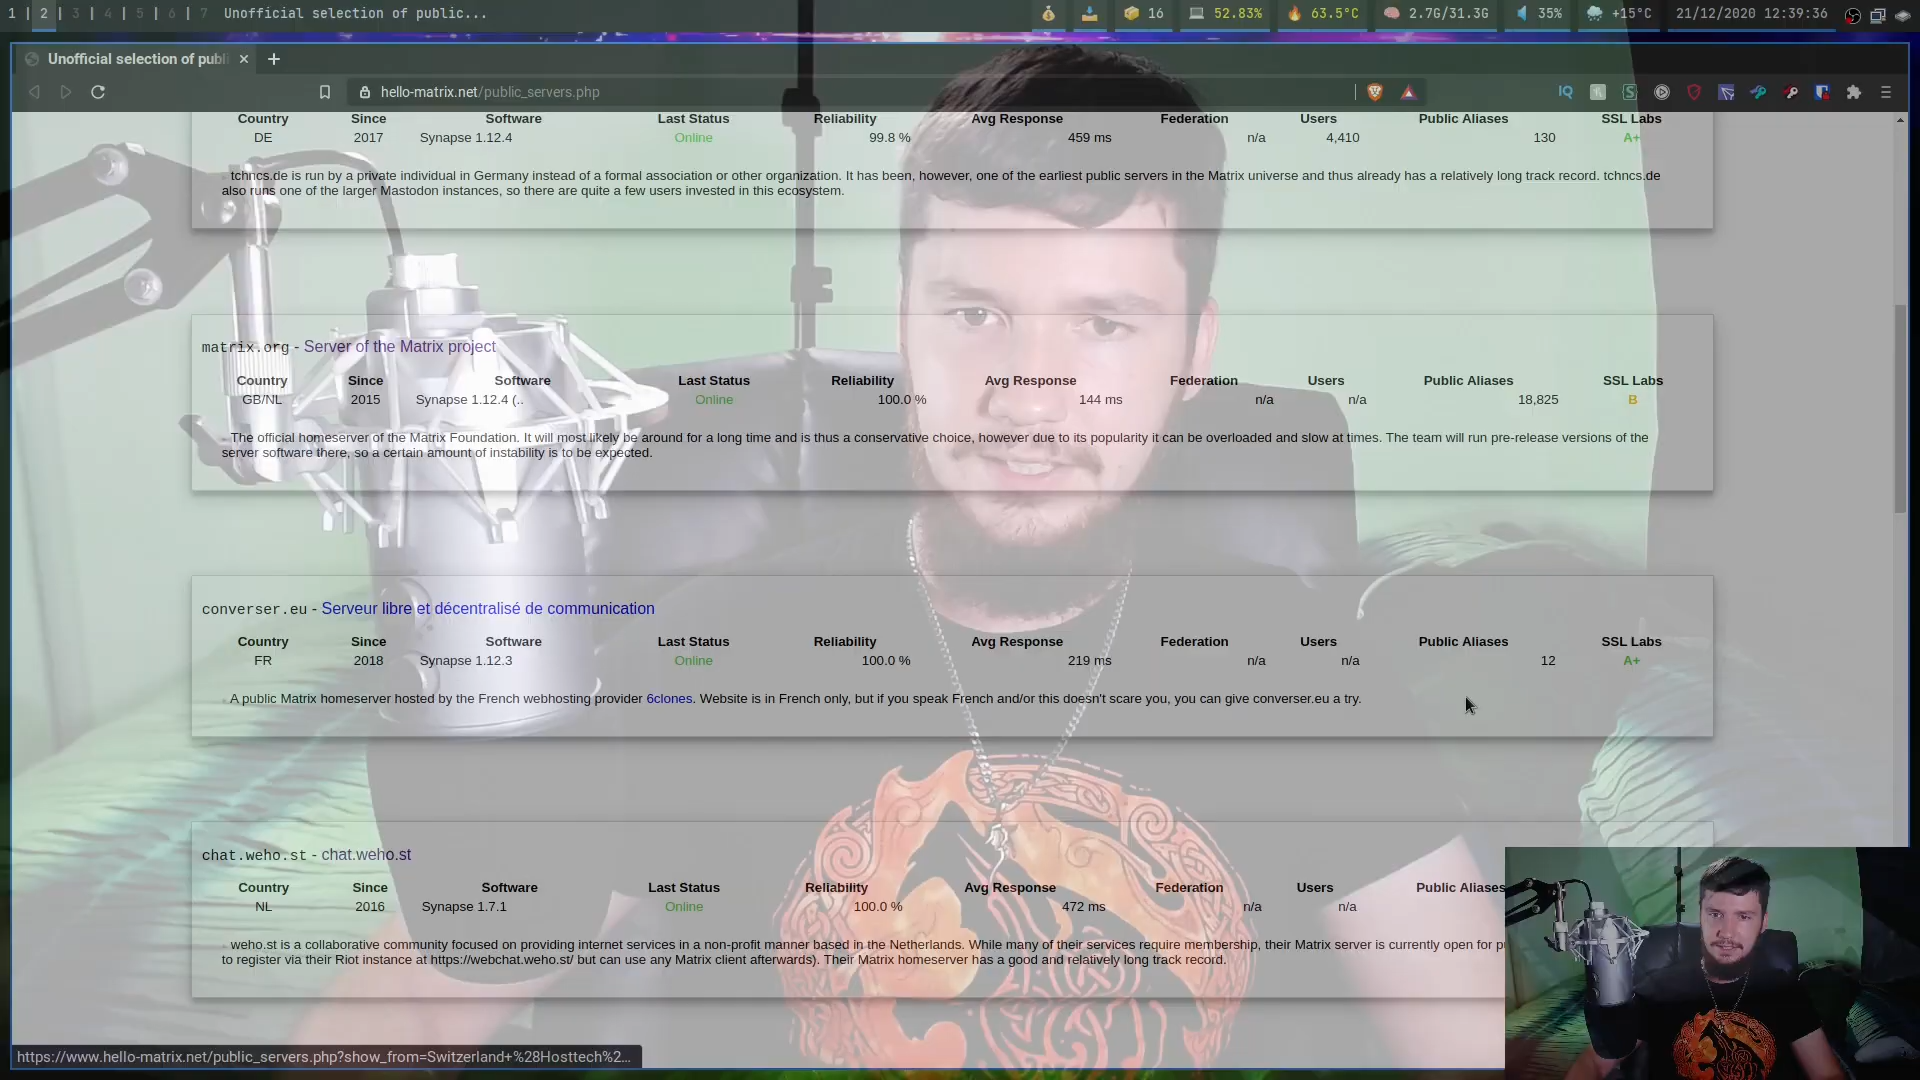 1 | 2 | 3 | 4 | 5 | 6 | 7 Unofficial selection of public...
16 52.83% 63.5°C 2.7G/31.3G 35% +15°C 21/12/2020 12:39:36
Unofficial selection of publ
hello-matrix.net/public_servers.php
Country Since Software Last Status Reliability Avg Response Federation Users Public Aliases SSL Labs
DE 2017 Synapse 1.12.4 Online 99.8 % 459 ms n/a 4,410 130 A+
tchncs.de is run by a private individual in Germany instead of a formal association or other organization. It has been, however, one of the earliest public servers in the Matrix universe and thus already has a relatively long track record. tchncs.de
also runs one of the larger Mastodon instances, so there are quite a few users invested in this ecosystem.
matrix.org - Server of the Matrix project
Country Since Software Last Status Reliability Avg Response Federation Users Public Aliases SSL Labs
GB/NL 2015 Synapse 1.12.4 (.. Online 100.0 % 144 ms n/a n/a 18,825 B
The official homeserver of the Matrix Foundation. It will most likely be around for a long time and is thus a conservative choice, however due to its popularity it can be overloaded and slow at times. The team will run pre-release versions of the
server software there, so a certain amount of instability is to be expected.
converser.eu - Serveur libre et décentralisé de communication
Country Since Software Last Status Reliability Avg Response Federation Users Public Aliases SSL Labs
FR 2018 Synapse 1.12.3 Online 100.0 % 219 ms n/a n/a 12 A+
A public Matrix homeserver hosted by the French webhosting provider 6clones. Website is in French only, but if you speak French and/or this doesn't scare you, you can give converser.eu a try.
chat.weho.st - chat.weho.st
Country Since Software Last Status Reliability Avg Response Federation Users Public Aliases
NL 2016 Synapse 1.7.1 Online 100.0 % 472 ms n/a n/a
weho.st is a collaborative community focused on providing internet services in a non-profit manner based in the Netherlands. While many of their services require membership, their Matrix server is currently open for
to register via their Riot instance at https://webchat.weho.st/ but can use any Matrix client afterwards). Their Matrix homeserver has a good and relatively long track record.
https://www.hello-matrix.net/public_servers.php?show_from=Switzerland+%28Hosttech%2...